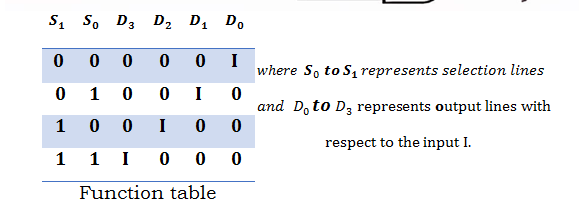 S₁ S₀ D₃ D₂ D₁ D₀
0 0 0 0 0 I
0 1 0 0 I 0
1 0 0 I 0 0
1 1 I 0 0 0
Function table
where S₀ to S₁ represents selection lines
and D₀ to D₃ represents output lines with
respect to the input I.